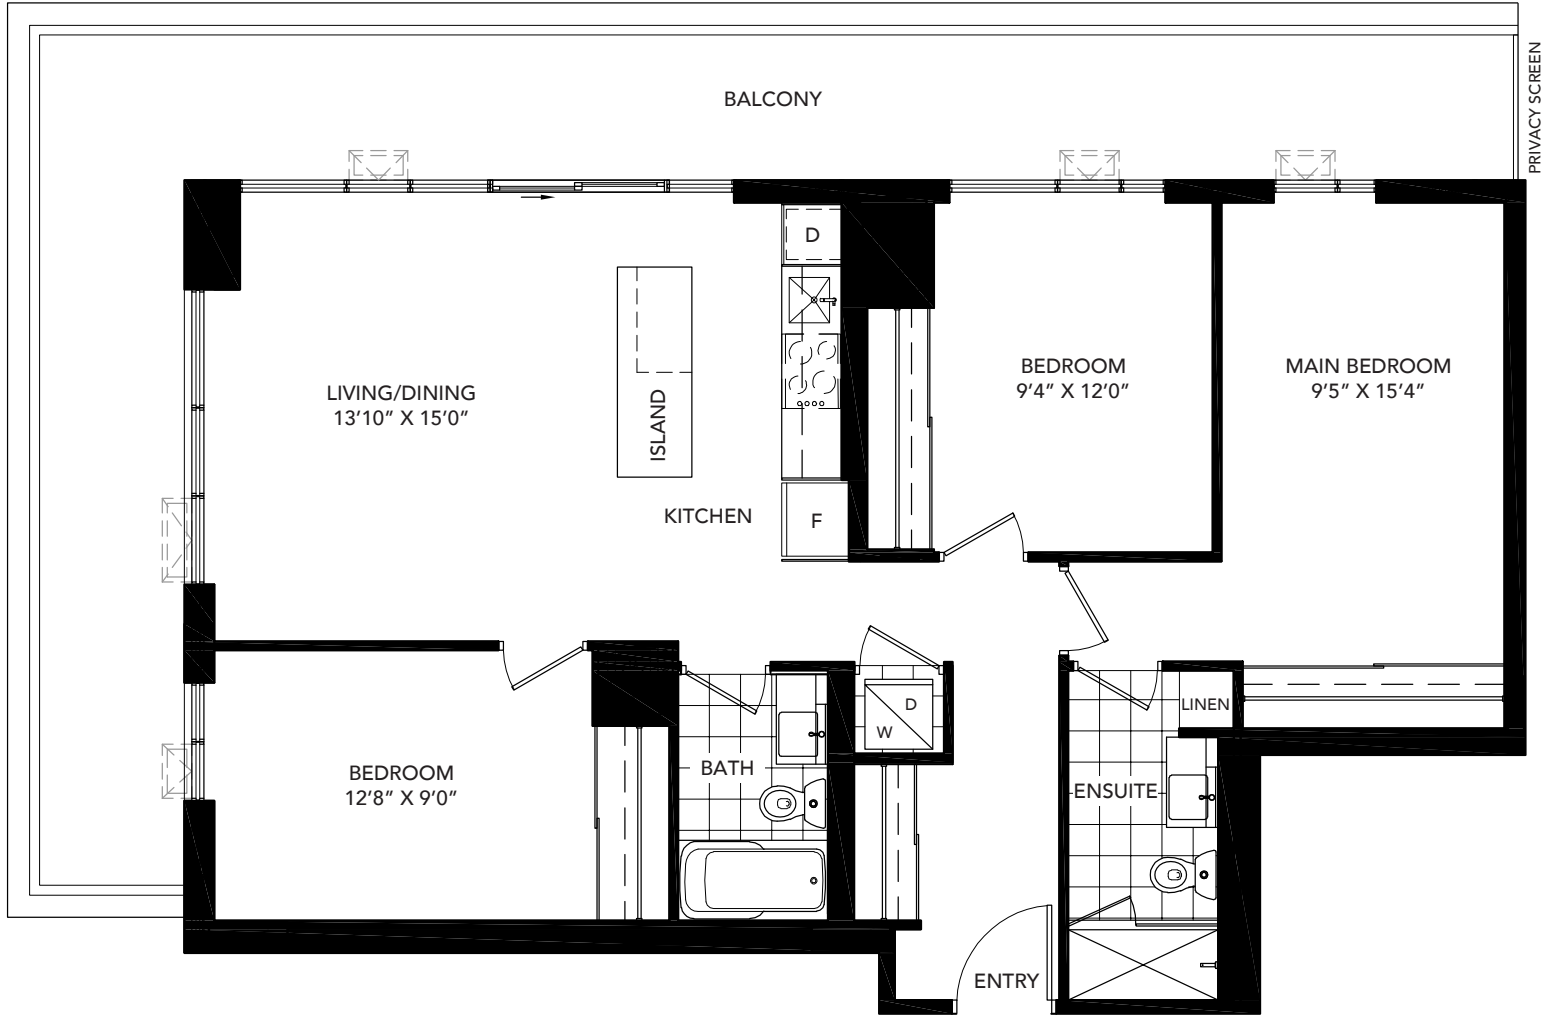 BALCONY
PRIVACY SCREEN
D
LIVING/DINING
13’10” X 15’0”
ISLAND
KITCHEN
F
BEDROOM
9’4” X 12’0”
MAIN BEDROOM
9’5” X 15’4”
BEDROOM
12’8” X 9’0”
BATH
D
W
LINEN
ENSUITE
ENTRY